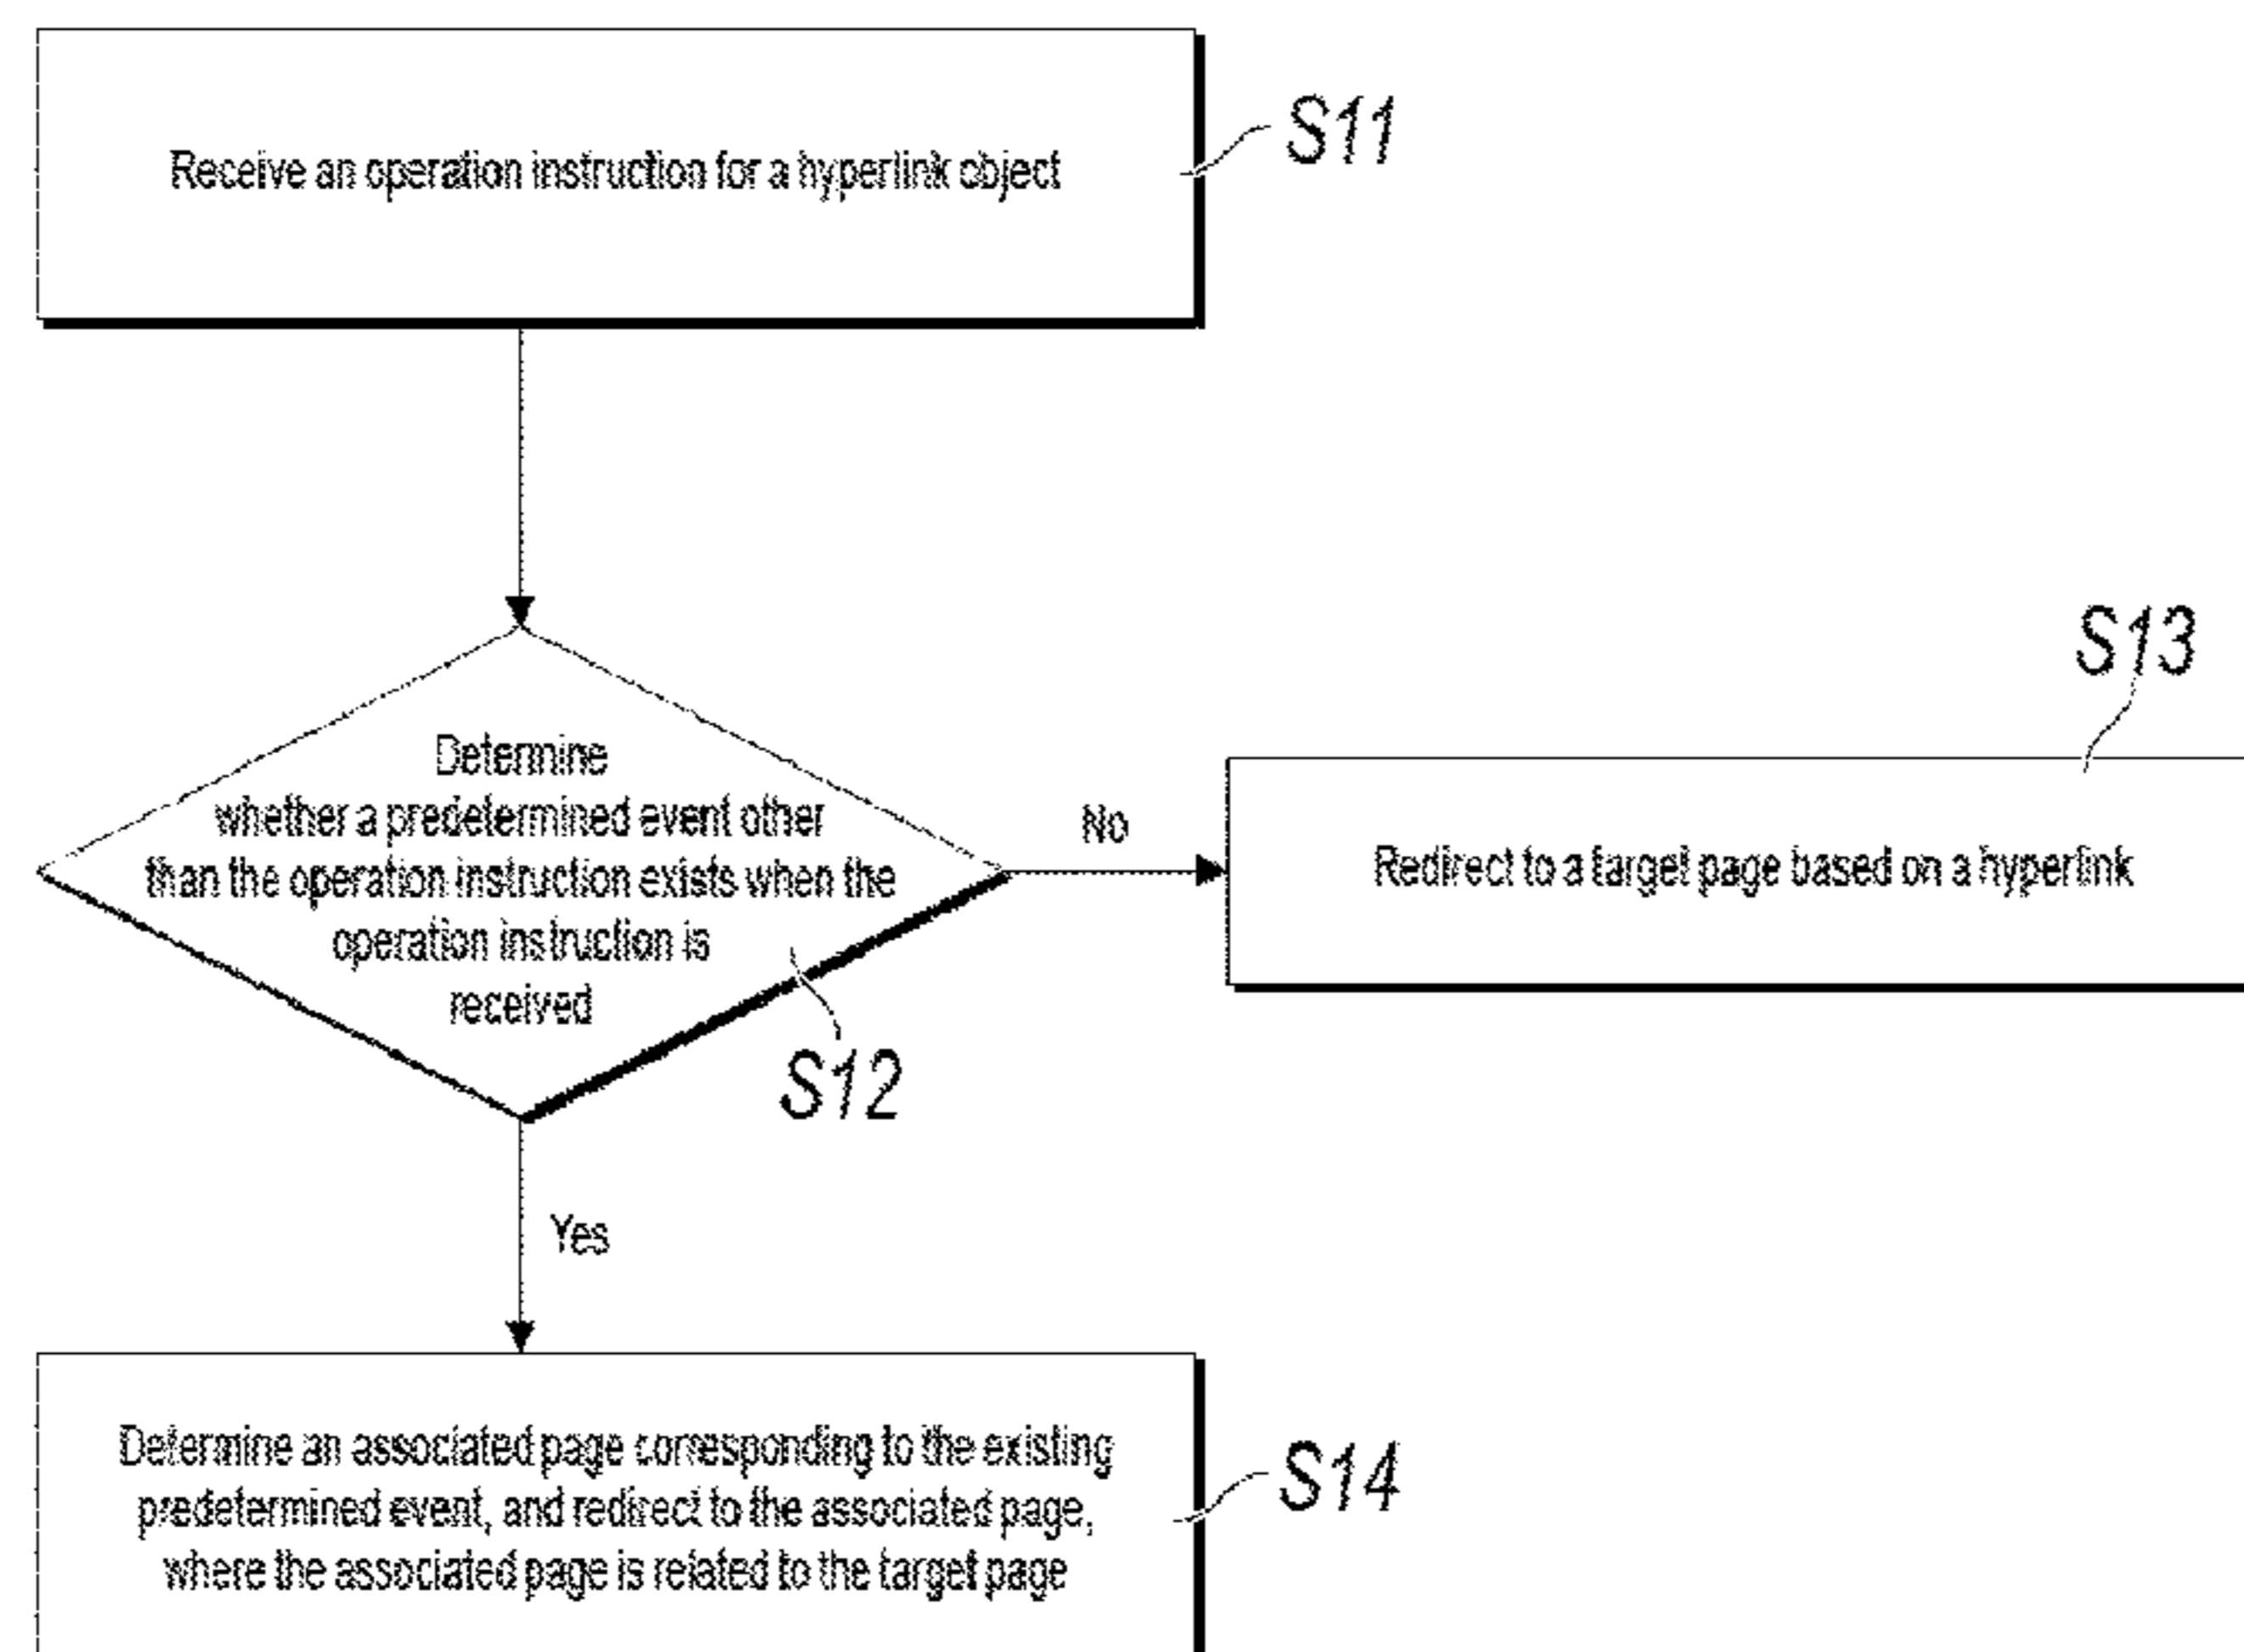 Receive an operation instruction for a hyperlink object
S11
Determine
whether a predetermined event other
than the operation instruction exists when the
operation instruction is
received
S12
No
S13
Redirect to a target page based on a hyperlink
Yes
Determine an associated page corresponding to the existing
predetermined event, and redirect to the associated page,
where the associated page is related to the target page
S14